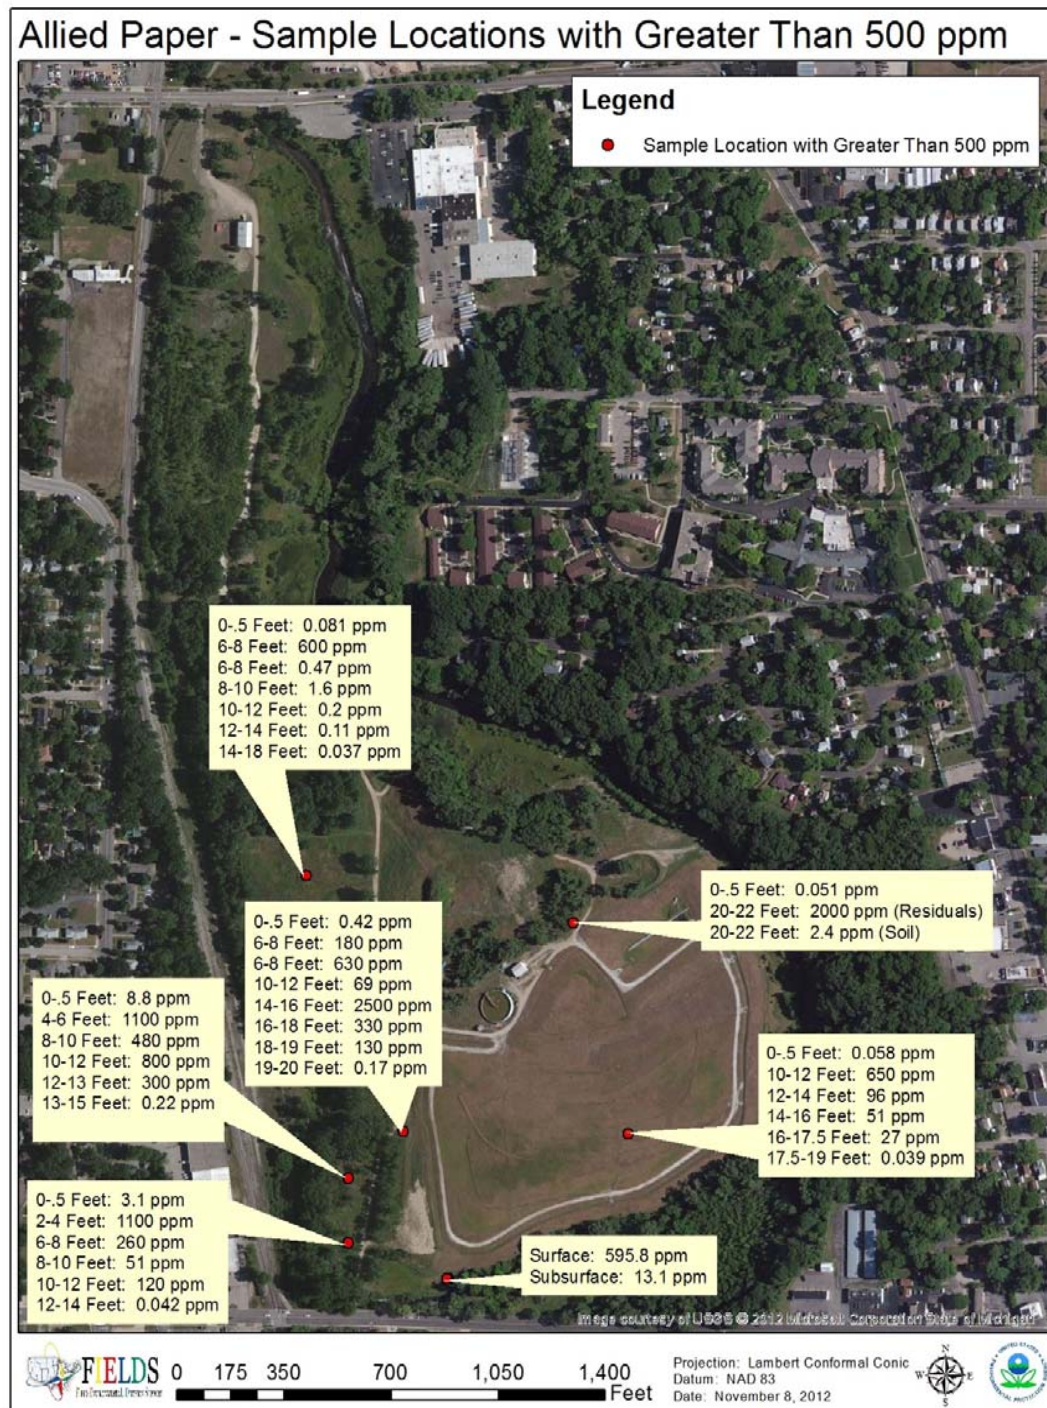 Allied Paper - Sample Locations with Greater Than 500 ppm
Legend
Sample Location with Greater Than 500 ppm
0-.5 Feet: 0.081 ppm
6-8 Feet: 600 ppm
6-8 Feet: 0.47 ppm
8-10 Feet: 1.6 ppm
10-12 Feet: 0.2 ppm
12-14 Feet: 0.11 ppm
14-18 Feet: 0.037 ppm
0-.5 Feet: 0.051 ppm
20-22 Feet: 2000 ppm (Residuals)
20-22 Feet: 2.4 ppm (Soil)
0-.5 Feet: 0.42 ppm
6-8 Feet: 180 ppm
6-8 Feet: 630 ppm
10-12 Feet: 69 ppm
14-16 Feet: 2500 ppm
16-18 Feet: 330 ppm
18-19 Feet: 130 ppm
19-20 Feet: 0.17 ppm
0-.5 Feet: 8.8 ppm
4-6 Feet: 1100 ppm
8-10 Feet: 480 ppm
10-12 Feet: 800 ppm
12-13 Feet: 300 ppm
13-15 Feet: 0.22 ppm
0-.5 Feet: 0.058 ppm
10-12 Feet: 650 ppm
12-14 Feet: 96 ppm
14-16 Feet: 51 ppm
16-17.5 Feet: 27 ppm
17.5-19 Feet: 0.039 ppm
0-.5 Feet: 3.1 ppm
2-4 Feet: 1100 ppm
6-8 Feet: 260 ppm
8-10 Feet: 51 ppm
10-12 Feet: 120 ppm
12-14 Feet: 0.042 ppm
Surface: 595.8 ppm
Subsurface: 13.1 ppm
Image courtesy of USGS © 2012 Microsoft Corporation State of Michigan
FIELDS
0 175 350 700 1,050 1,400
Feet
Projection: Lambert Conformal Conic
Datum: NAD 83
Date: November 8, 2012
N
W E
S